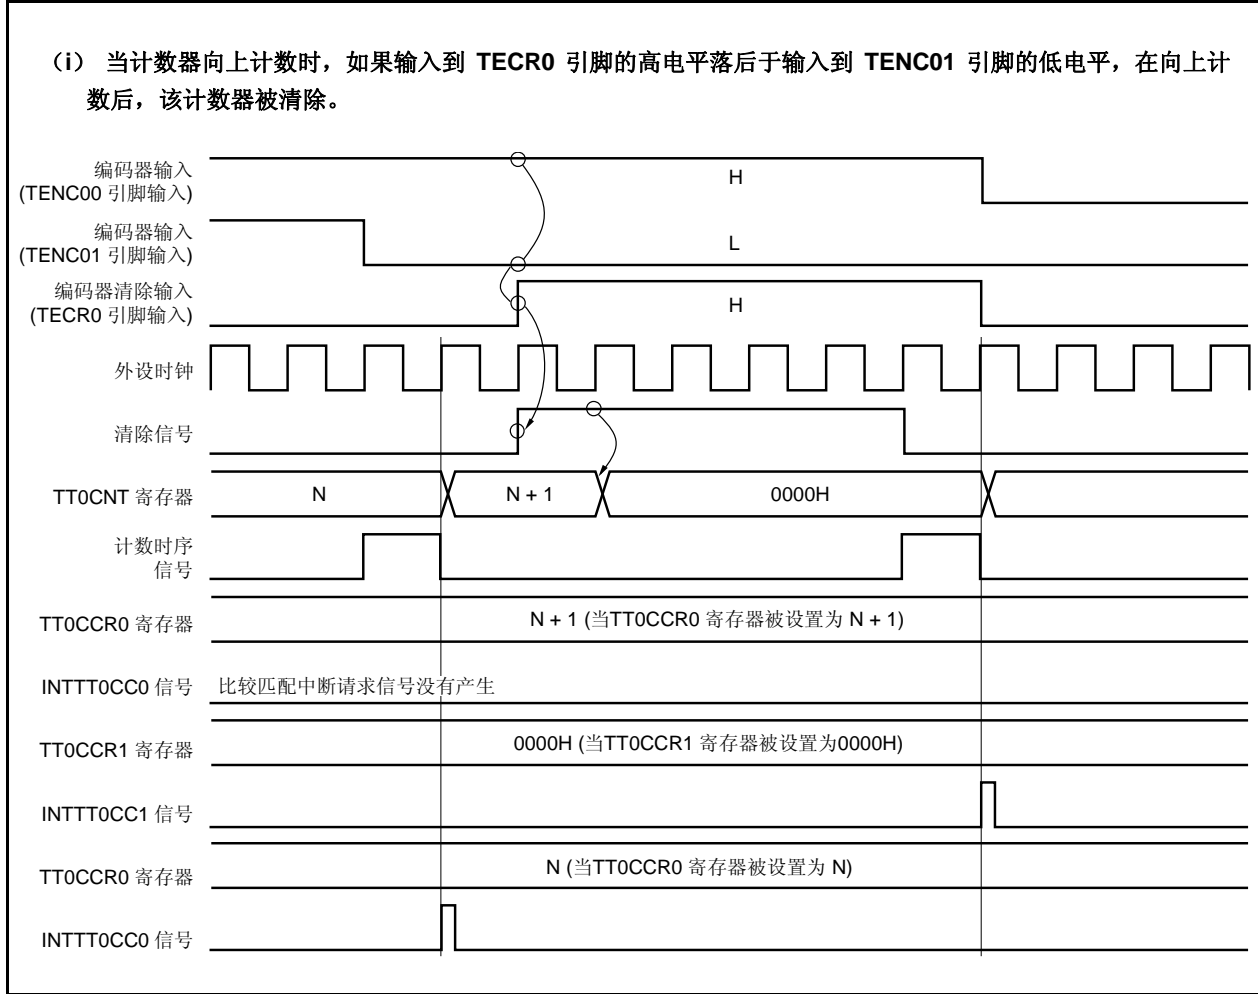 （i） 当计数器向上计数时，如果输入到 TECR0 引脚的高电平落后于输入到 TENC01 引脚的低电平，在向上计
数后，该计数器被清除。
编码器输入
(TENC00 引脚输入)
H
编码器输入
(TENC01 引脚输入)
L
编码器清除输入
(TECR0 引脚输入)
H
外设时钟
清除信号
TT0CNT 寄存器
N
N + 1
0000H
计数时序
信号
TT0CCR0 寄存器
N + 1 (当TT0CCR0 寄存器被设置为 N + 1)
INTTT0CC0 信号
比较匹配中断请求信号没有产生
TT0CCR1 寄存器
0000H (当TT0CCR1 寄存器被设置为0000H)
INTTT0CC1 信号
TT0CCR0 寄存器
N (当TT0CCR0 寄存器被设置为 N)
INTTT0CC0 信号